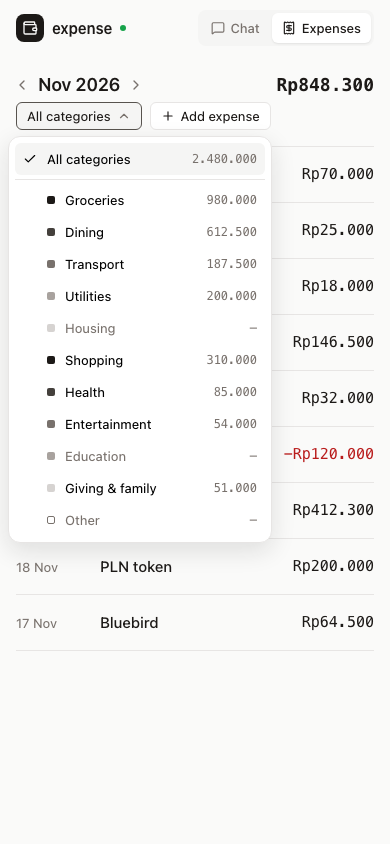 expense
Chat
Expenses
Nov 2026
Rp848.300
All categories
Add expense
All categories 2.480.000
Groceries 980.000
Dining 612.500
Transport 187.500
Utilities 200.000
Housing –
Shopping 310.000
Health 85.000
Entertainment 54.000
Education –
Giving & family 51.000
Other –
Rp70.000
Rp25.000
Rp18.000
Rp146.500
Rp32.000
−Rp120.000
Rp412.300
18 Nov PLN token Rp200.000
17 Nov Bluebird Rp64.500